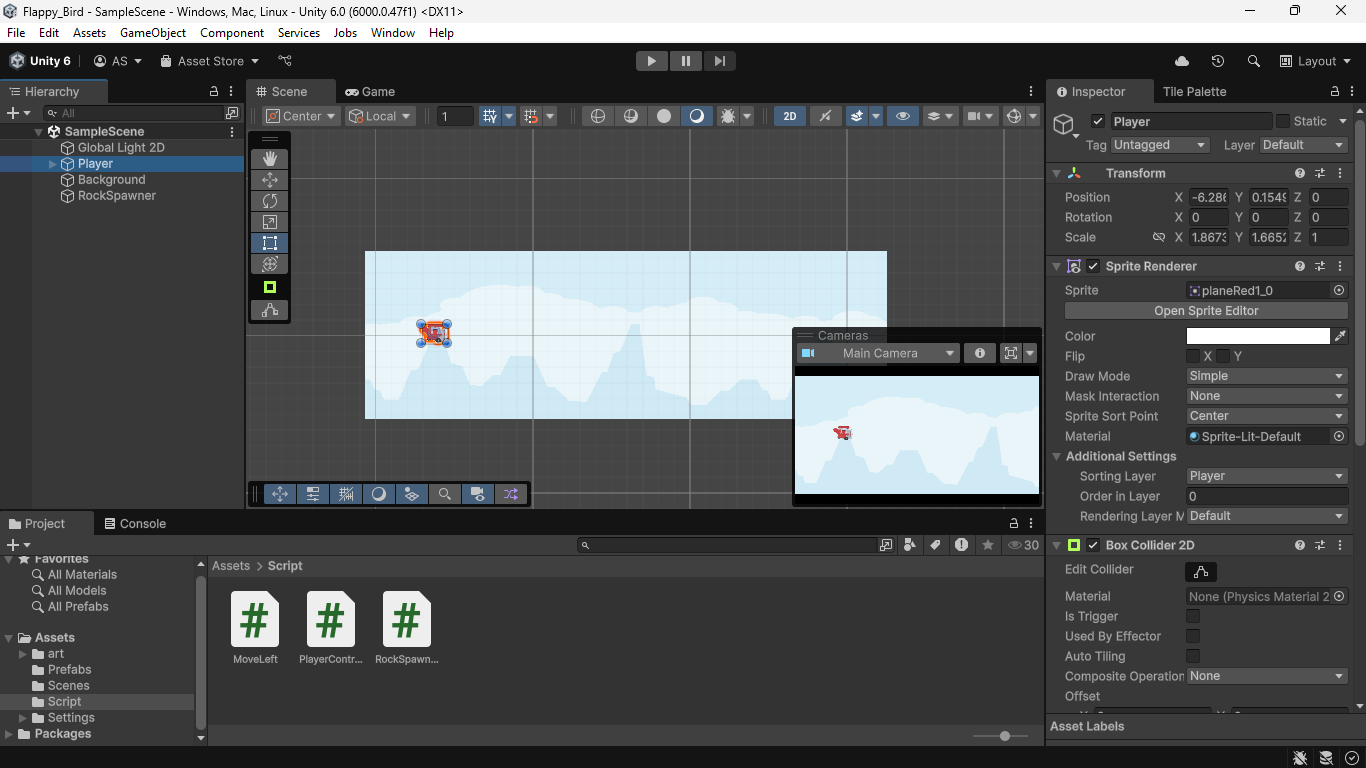 Flappy_Bird - SampleScene - Windows, Mac, Linux - Unity 6.0 (6000.0.47f1) <DX11>
File Edit Assets GameObject Component Services Jobs Window Help
Unity 6 AS Asset Store Layout
Hierarchy
All
SampleScene
Global Light 2D
Player
Background
RockSpawner
Scene Game
Center Local 1 2D
Cameras
Main Camera
Inspector Tile Palette
Player Static
Tag Untagged Layer Default
Transform
Position X -6.286 Y 0.1549 Z 0
Rotation X 0 Y 0 Z 0
Scale X 1.8673 Y 1.6652 Z 1
Sprite Renderer
Sprite planeRed1_0
Open Sprite Editor
Color
Flip X Y
Draw Mode Simple
Mask Interaction None
Sprite Sort Point Center
Material Sprite-Lit-Default
Additional Settings
Sorting Layer Player
Order in Layer 0
Rendering Layer M Default
Box Collider 2D
Edit Collider
Material None (Physics Material 2
Is Trigger
Used By Effector
Auto Tiling
Composite Operation None
Offset
Asset Labels
Project Console
30
Favorites
All Materials
All Models
All Prefabs
Assets
art
Prefabs
Scenes
Script
Settings
Packages
Assets > Script
MoveLeft PlayerContr... RockSpawn...